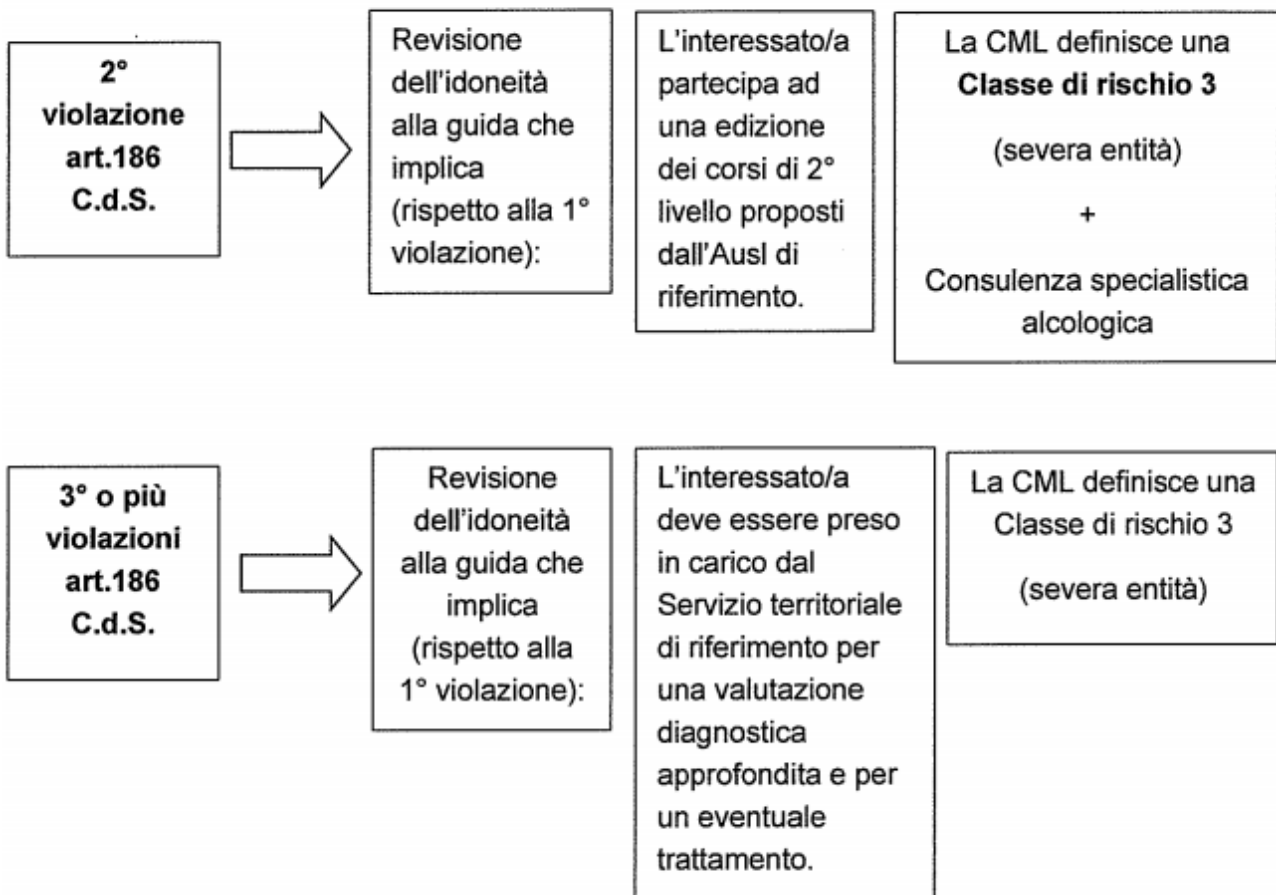 2°
violazione
art.186
C.d.S.
Revisione
dell'idoneità
alla guida che
implica
(rispetto alla 1°
violazione):
L'interessato/a
partecipa ad
una edizione
dei corsi di 2°
livello proposti
dall'Ausl di
riferimento.
La CML definisce una
Classe di rischio 3
(severa entità)
+
Consulenza specialistica
alcologica
3° o più
violazioni
art.186
C.d.S.
Revisione
dell'idoneità
alla guida che
implica
(rispetto alla
1° violazione):
L'interessato/a
deve essere preso
in carico dal
Servizio territoriale
di riferimento per
una valutazione
diagnostica
approfondita e per
un eventuale
trattamento.
La CML definisce una
Classe di rischio 3
(severa entità)